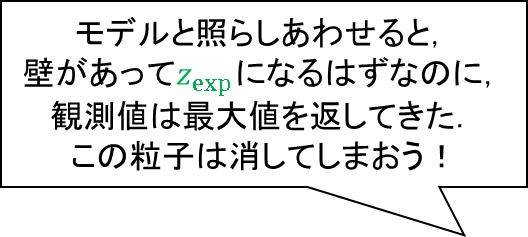 モデルと照らしあわせると，
壁があってz_expになるはずなのに，
観測値は最大値を返してきた．
この粒子は消してしまおう！